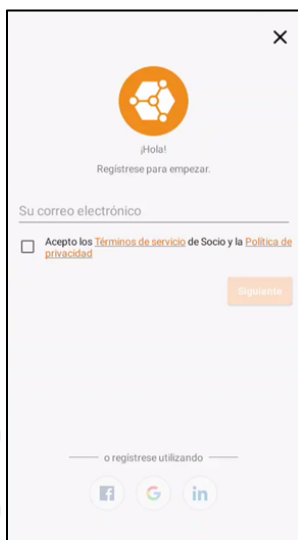 ¡Hola!
Regístrese para empezar.
Su correo electrónico
Acepto los Términos de servicio de Socio y la Política de
privacidad
Siguiente
o regístrese utilizando
f G in